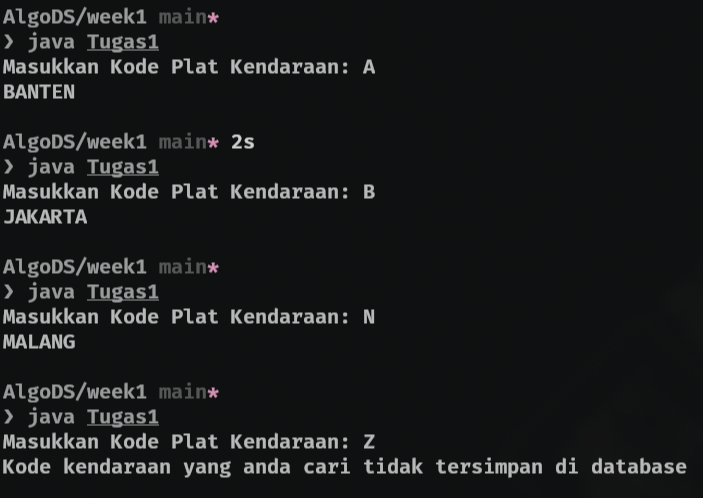 AlgoDS/week1 main*
❯ java Tugas1
Masukkan Kode Plat Kendaraan: A
BANTEN
AlgoDS/week1 main* 2s
❯ java Tugas1
Masukkan Kode Plat Kendaraan: B
JAKARTA
AlgoDS/week1 main*
❯ java Tugas1
Masukkan Kode Plat Kendaraan: N
MALANG
AlgoDS/week1 main*
❯ java Tugas1
Masukkan Kode Plat Kendaraan: Z
Kode kendaraan yang anda cari tidak tersimpan di database